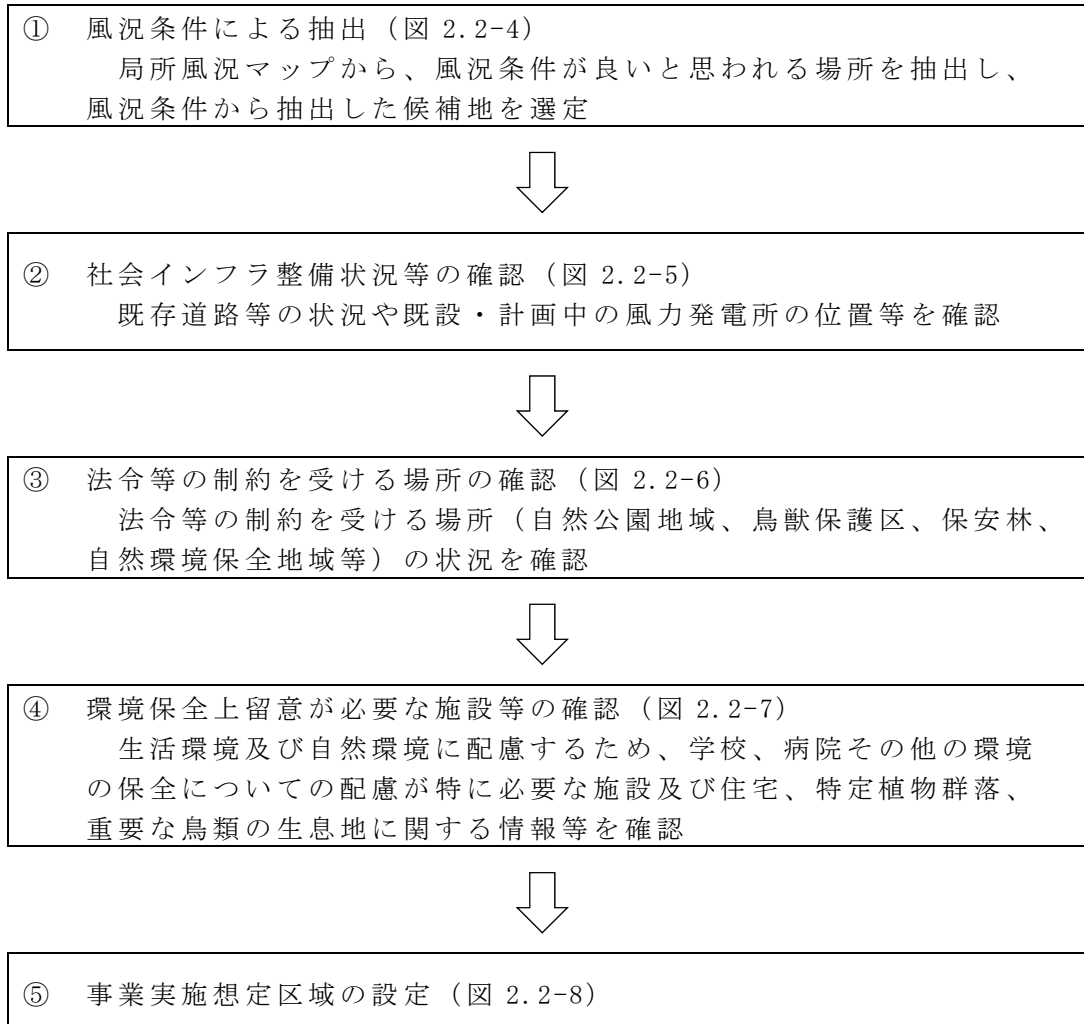 ① 風況条件による抽出（図 2.2-4）
局所風況マップから、風況条件が良いと思われる場所を抽出し、
風況条件から抽出した候補地を選定
② 社会インフラ整備状況等の確認（図 2.2-5）
既存道路等の状況や既設・計画中の風力発電所の位置等を確認
③ 法令等の制約を受ける場所の確認（図 2.2-6）
法令等の制約を受ける場所（自然公園地域、鳥獣保護区、保安林、
自然環境保全地域等）の状況を確認
④ 環境保全上留意が必要な施設等の確認（図 2.2-7）
生活環境及び自然環境に配慮するため、学校、病院その他の環境
の保全についての配慮が特に必要な施設及び住宅、特定植物群落、
重要な鳥類の生息地に関する情報等を確認
⑤ 事業実施想定区域の設定（図 2.2-8）